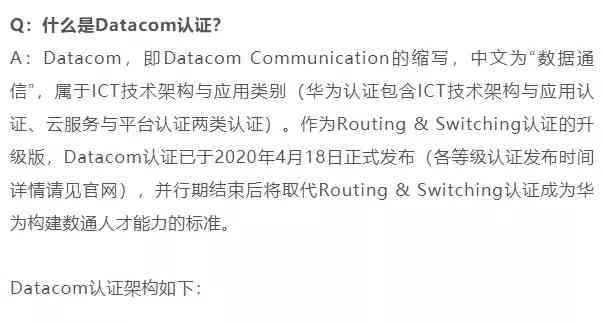 Q：什么是Datacom认证？
A：Datacom，即Datacom Communication的缩写，中文为“数据通
信”，属于ICT技术架构与应用类别（华为认证包含ICT技术架构与应用认
证、云服务与平台认证两类认证）。作为Routing & Switching认证的升
级版，Datacom认证已于2020年4月18日正式发布（各等级认证发布时间
详情请见官网），并行期结束后将取代Routing & Switching认证成为华
为构建数通人才能力的标准。
Datacom认证架构如下：